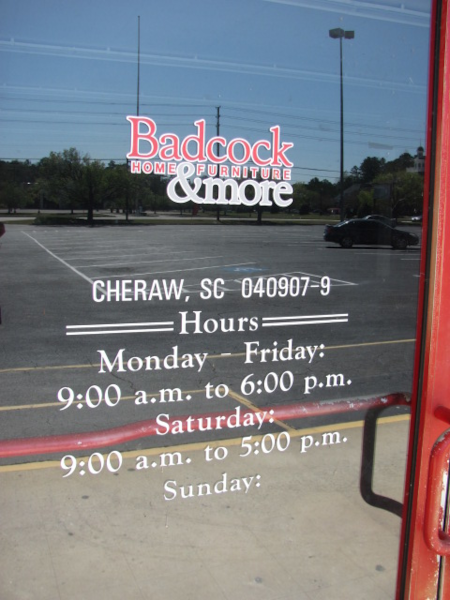 Badcock
HOME FURNITURE
&more
CHERAW, SC 040907-9
Hours
Monday - Friday:
9:00 a.m. to 6:00 p.m.
Saturday:
9:00 a.m. to 5:00 p.m.
Sunday: